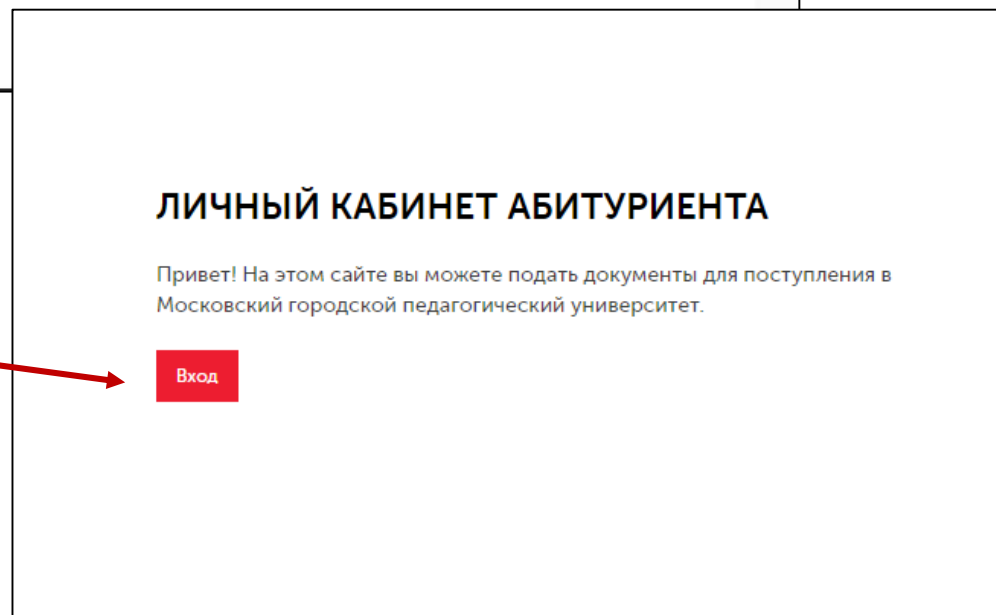 ЛИЧНЫЙ КАБИНЕТ АБИТУРИЕНТА
Привет! На этом сайте вы можете подать документы для поступления в
Московский городской педагогический университет.
Вход